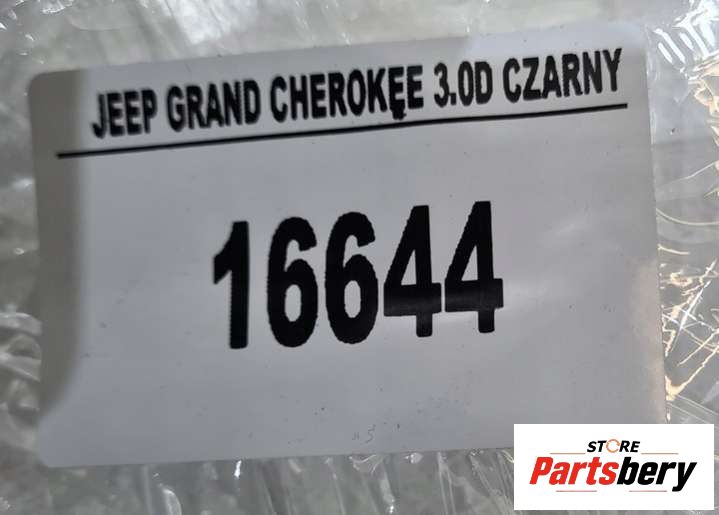 JEEP GRAND CHEROKĘE 3.0D CZARNY
16644
STORE
Partsbery